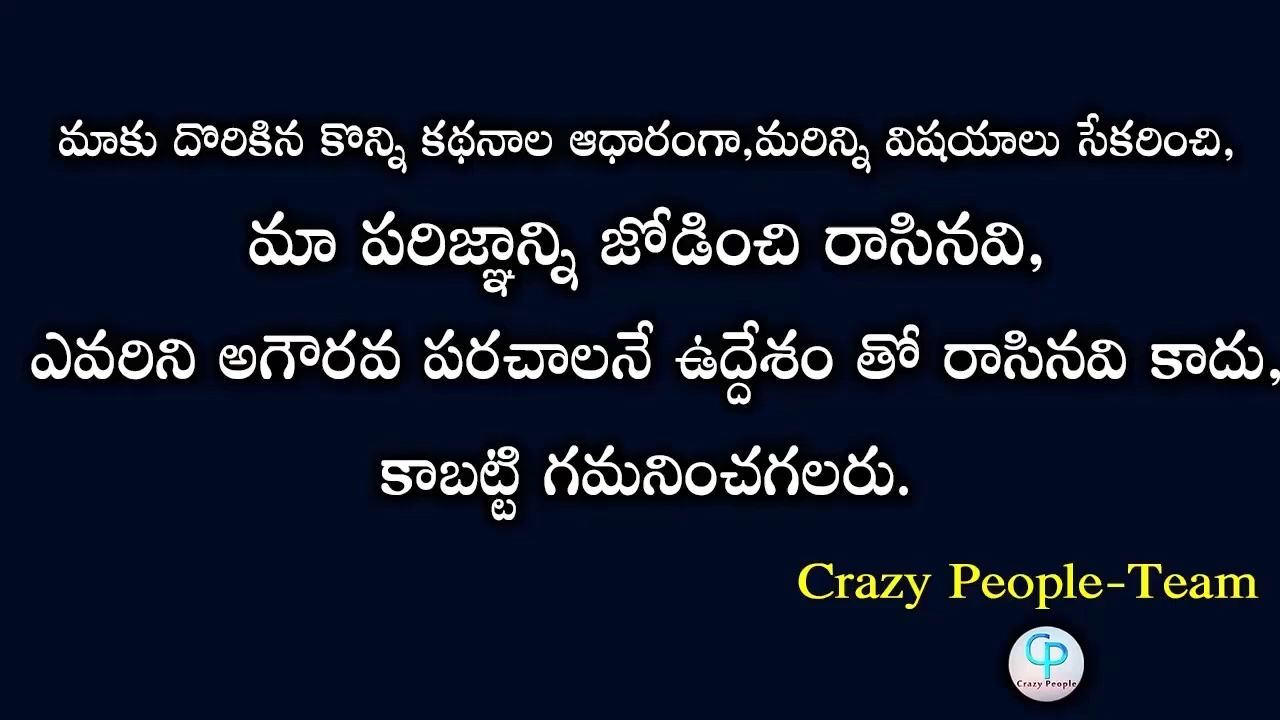 మాకు దొరికిన కొన్ని కథనాల ఆధారంగా,మరిన్ని విషయాలు సేకరించి,
మా పరిజ్ఞాన్ని జోడించి రాసినవి,
ఎవరిని అగౌరవ పరచాలనే ఉద్దేశం తో రాసినవి కాదు,
కాబట్టి గమనించగలరు.
Crazy People-Team
CP
Crazy People